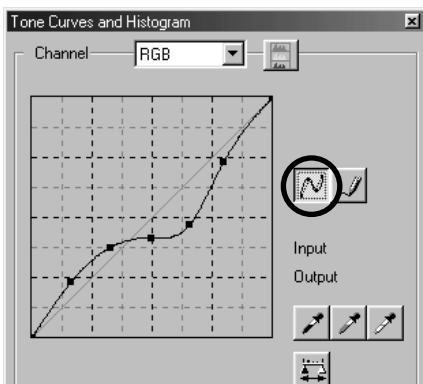 Tone Curves and Histogram
Channel
RGB
Input
Output